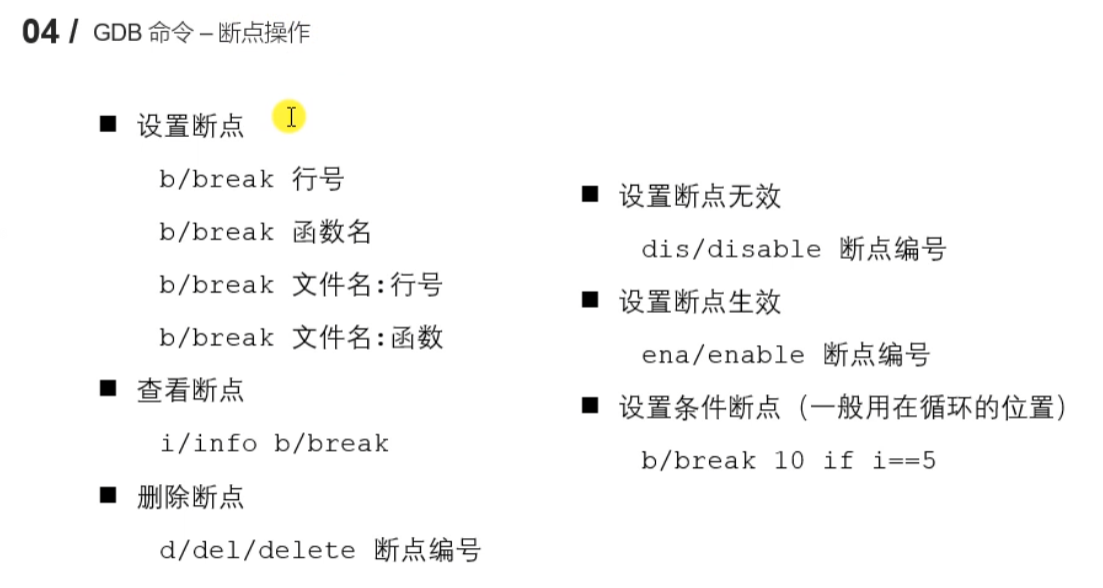 04 / GDB 命令 – 断点操作
■ 设置断点
b/break 行号
b/break 函数名
b/break 文件名:行号
b/break 文件名:函数
■ 查看断点
i/info b/break
■ 删除断点
d/del/delete 断点编号
■ 设置断点无效
dis/disable 断点编号
■ 设置断点生效
ena/enable 断点编号
■ 设置条件断点（一般用在循环的位置）
b/break 10 if i==5